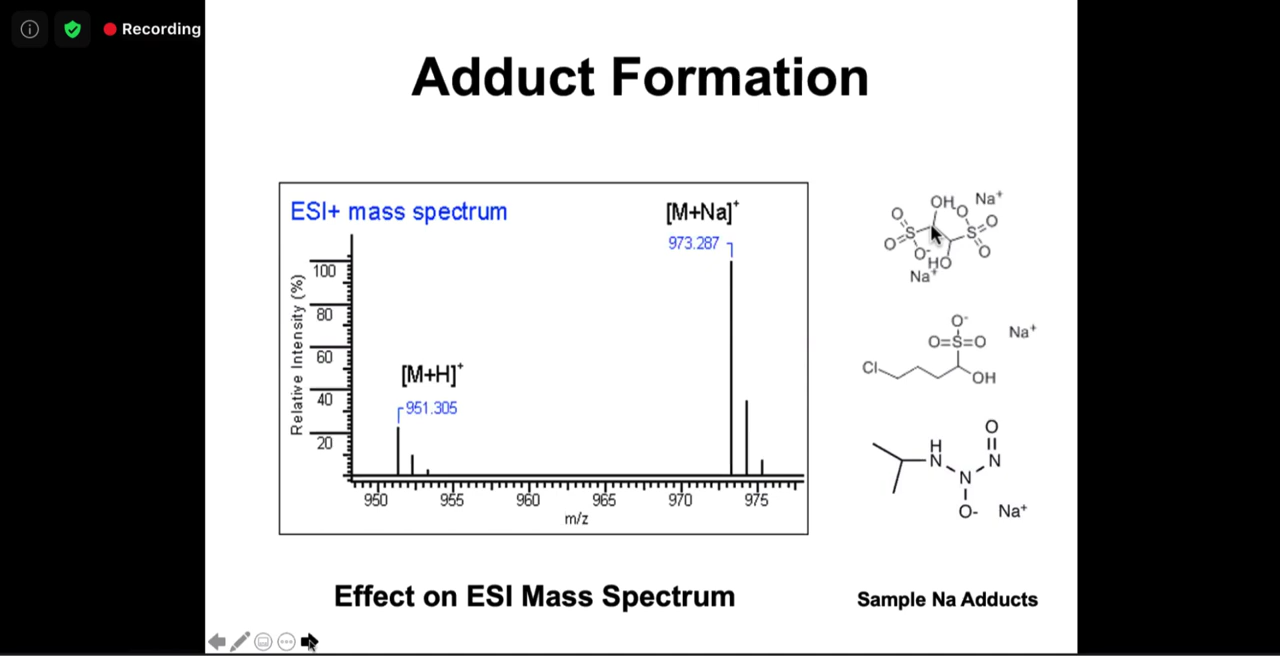 Recording
Adduct Formation
ESI+ mass spectrum
[M+Na]+
973.287
[M+H]+
951.305
Relative Intensity (%)
100
80
60
40
20
950 955 960 965 970 975
m/z
OH Na+
O O O
S S
O O- O
HO
Na+
O-
O=S=O Na+
Cl
OH
O
H
N N
N
O- Na+
Effect on ESI Mass Spectrum
Sample Na Adducts